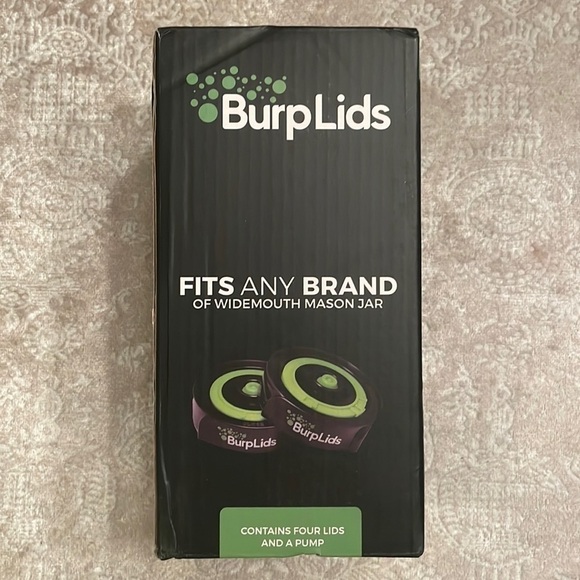 BurpLids
FITS ANY BRAND
OF WIDEMOUTH MASON JAR
BurpLids
BurpLids
CONTAINS FOUR LIDS
AND A PUMP